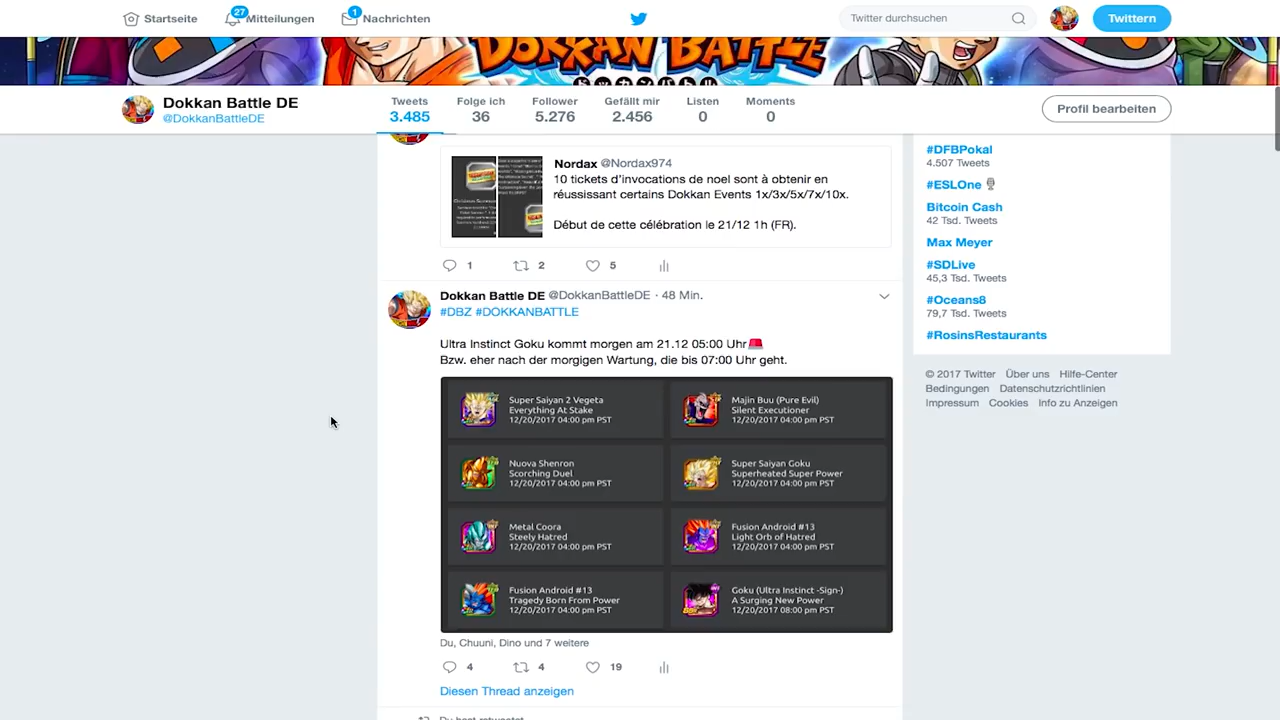 Startseite
27
Mitteilungen
1
Nachrichten
Twitter durchsuchen
Twittern
DOKKAN BATTLE
ドッカンバトル
Dokkan Battle DE
@DokkanBattleDE
Tweets
3.485
Folge ich
36
Follower
5.276
Gefällt mir
2.456
Listen
0
Moments
0
Profil bearbeiten
Nordax @Nordax974
10 tickets d'invocations de noel sont à obtenir en
réussissant certains Dokkan Events 1x/3x/5x/7x/10x.
Début de cette célébration le 21/12 1h (FR).
1 2 5
Dokkan Battle DE @DokkanBattleDE · 48 Min.
#DBZ #DOKKANBATTLE
Ultra Instinct Goku kommt morgen am 21.12 05:00 Uhr🚨
Bzw. eher nach der morgigen Wartung, die bis 07:00 Uhr geht.
Super Saiyan 2 Vegeta
Everything At Stake
12/20/2017 04:00 pm PST
Majin Buu (Pure Evil)
Silent Executioner
12/20/2017 04:00 pm PST
Nuova Shenron
Scorching Duel
12/20/2017 04:00 pm PST
Super Saiyan Goku
Superheated Super Power
12/20/2017 04:00 pm PST
Metal Coora
Steely Hatred
12/20/2017 04:00 pm PST
Fusion Android #13
Light Orb of Hatred
12/20/2017 04:00 pm PST
Fusion Android #13
Tragedy Born From Power
12/20/2017 04:00 pm PST
Goku (Ultra Instinct -Sign-)
A Surging New Power
12/20/2017 08:00 pm PST
Du, Chuuni, Dino und 7 weitere
4 4 19
Diesen Thread anzeigen
Du hast retweetet
#DFBPokal
4.507 Tweets
#ESLOne
Bitcoin Cash
42 Tsd. Tweets
Max Meyer
#SDLive
45,3 Tsd. Tweets
#Oceans8
79,7 Tsd. Tweets
#RosinsRestaurants
© 2017 Twitter Über uns Hilfe-Center
Bedingungen Datenschutzrichtlinien
Impressum Cookies Info zu Anzeigen